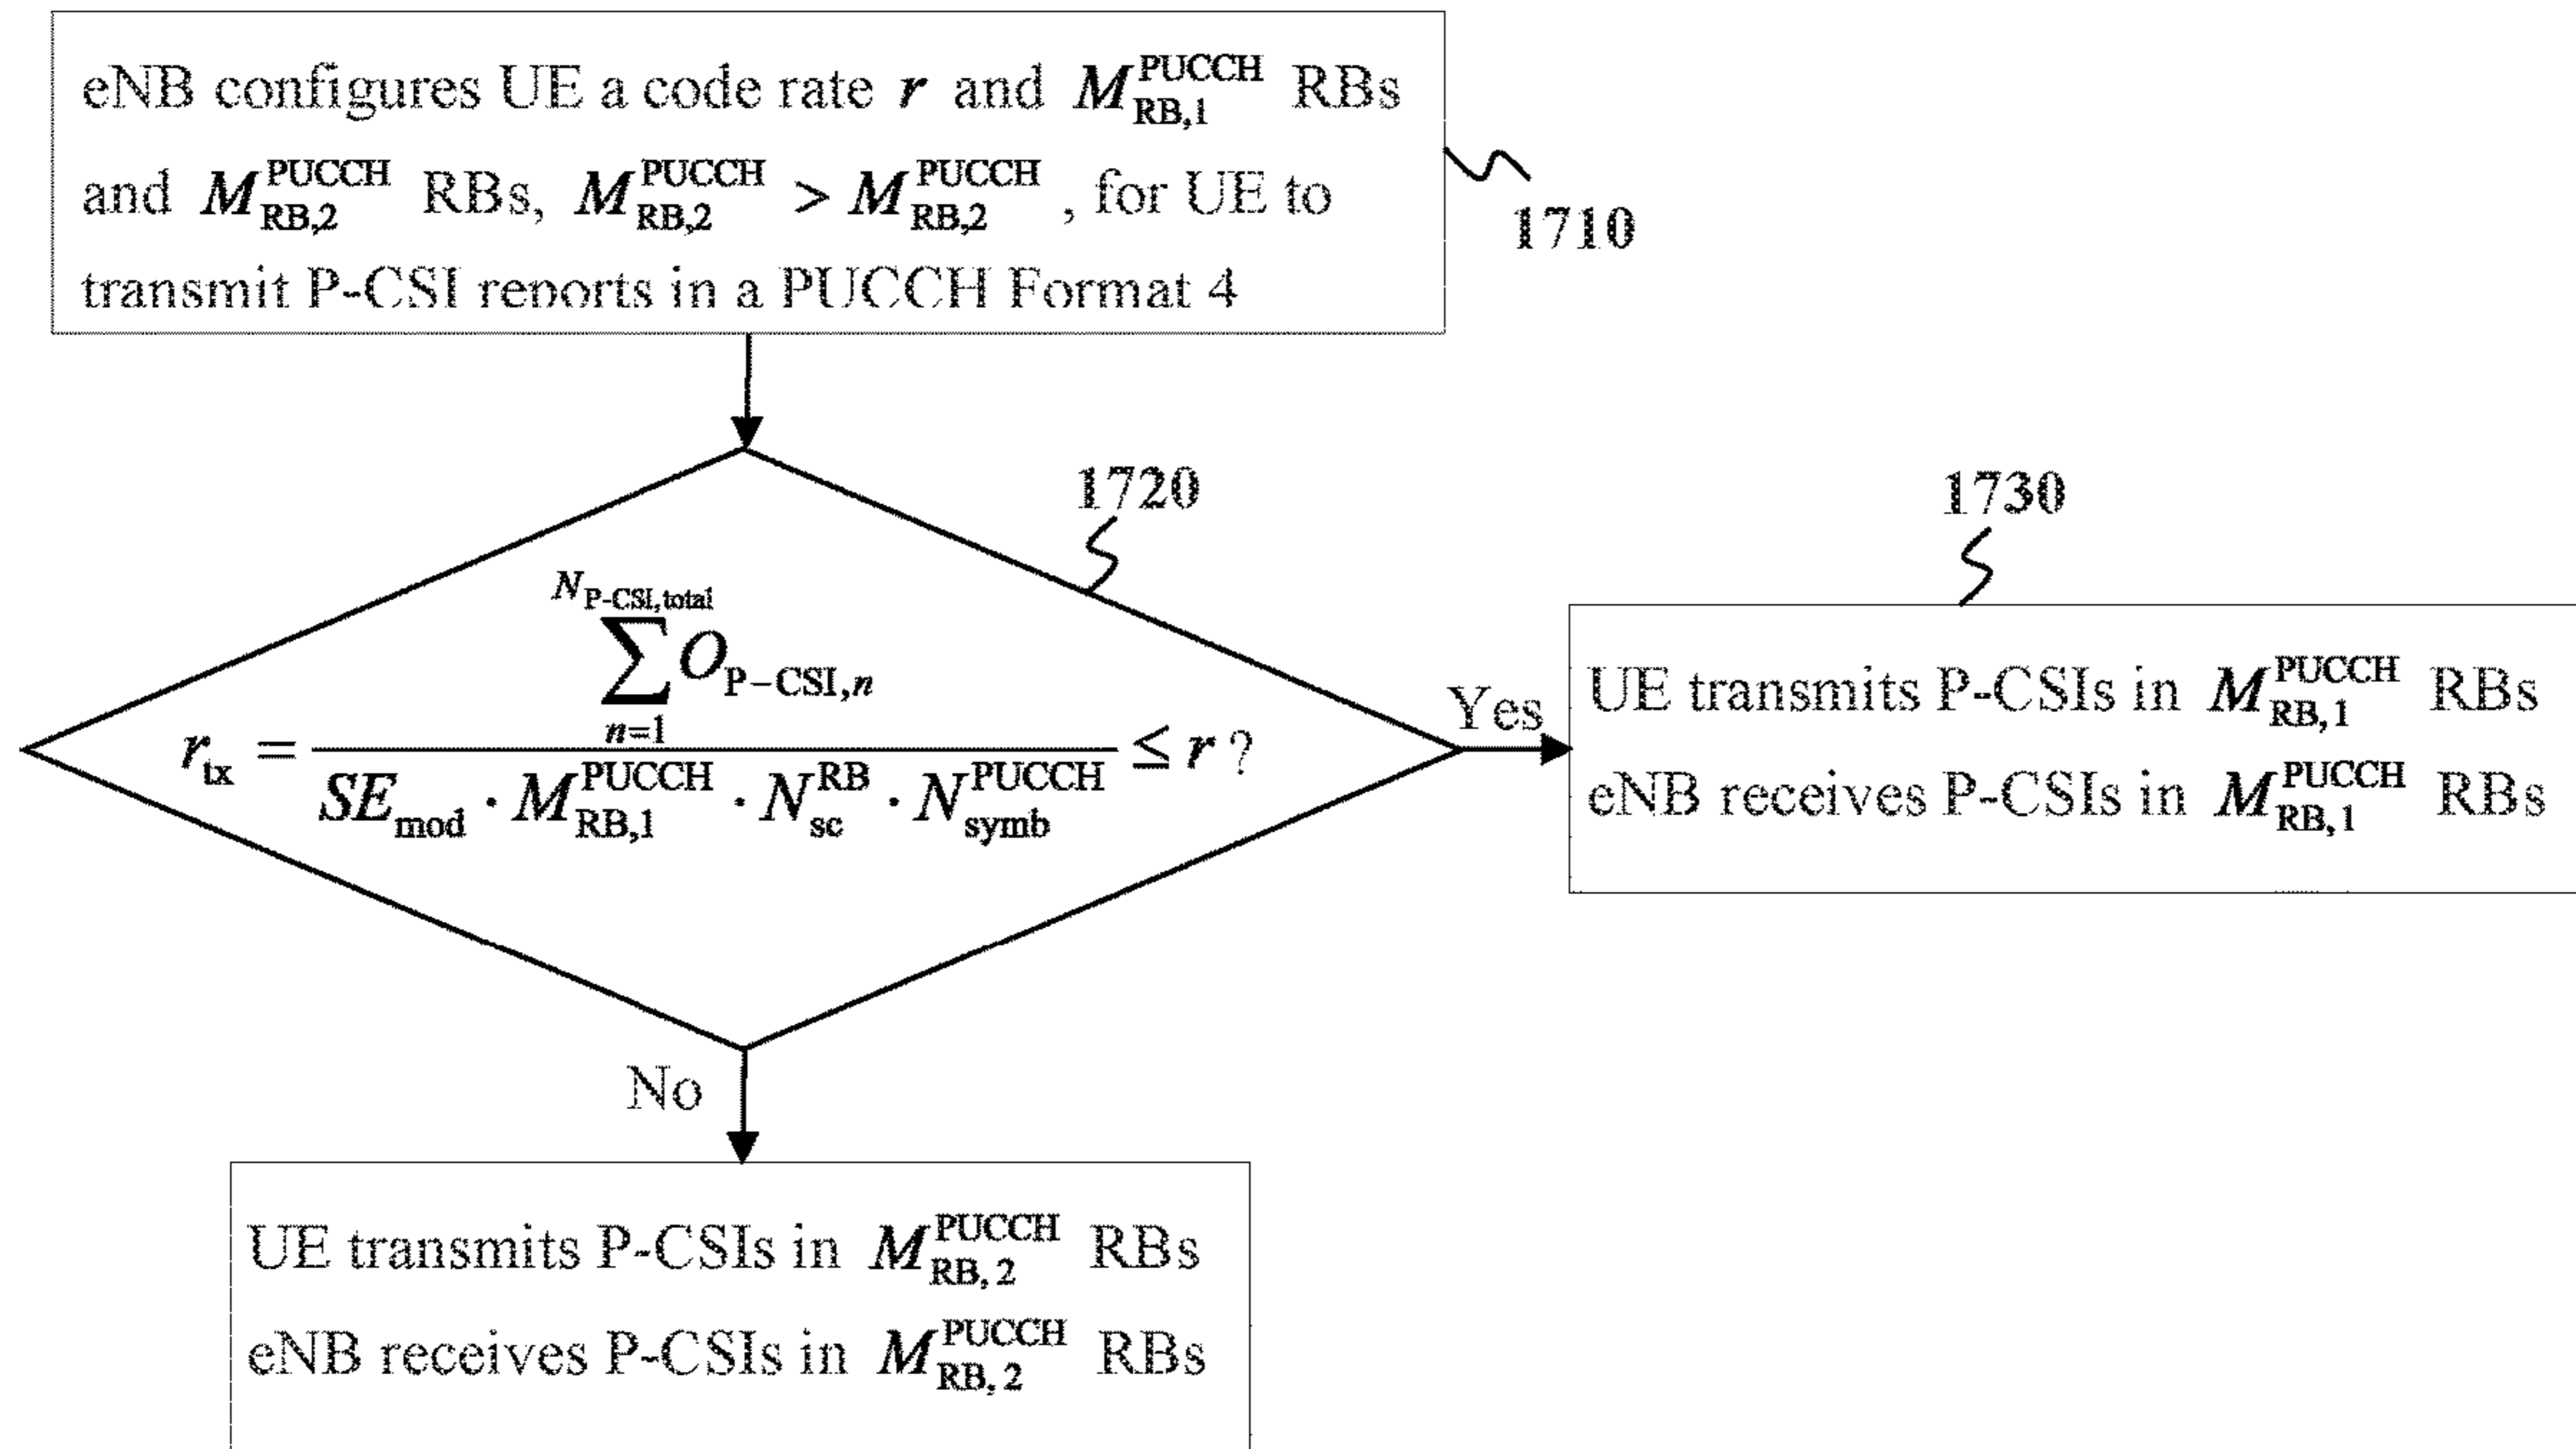 eNB configures UE a code rate r and M_{RB,1}^{PUCCH} RBs
and M_{RB,2}^{PUCCH} RBs, M_{RB,2}^{PUCCH} > M_{RB,2}^{PUCCH} , for UE to
transmit P-CSI reports in a PUCCH Format 4
1710
1720
r_{tx} = \frac{\sum_{n=1}^{N_{P-CSI,total}} O_{P-CSI,n}}{SE_{mod} \cdot M_{RB,1}^{PUCCH} \cdot N_{sc}^{RB} \cdot N_{symb}^{PUCCH}} ≤ r ?
Yes
1730
UE transmits P-CSIs in M_{RB,1}^{PUCCH} RBs
eNB receives P-CSIs in M_{RB,1}^{PUCCH} RBs
No
UE transmits P-CSIs in M_{RB,2}^{PUCCH} RBs
eNB receives P-CSIs in M_{RB,2}^{PUCCH} RBs